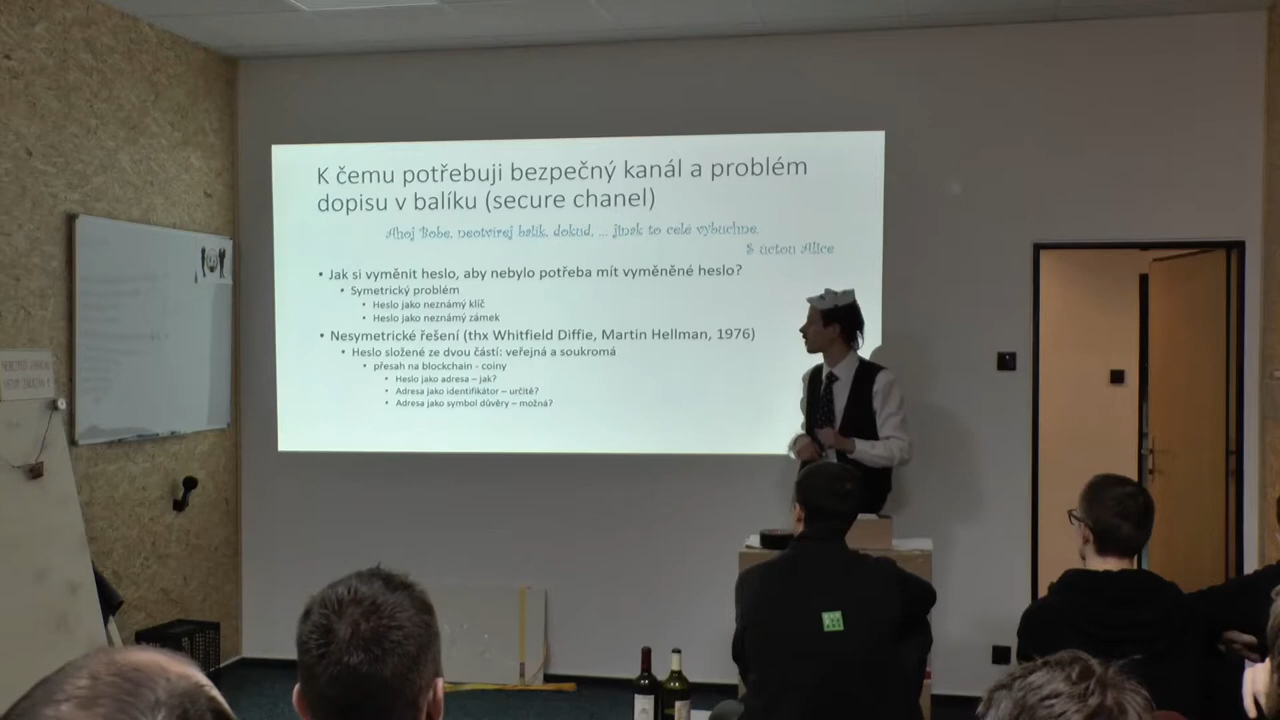 K čemu potřebuji bezpečný kanál a problém
dopisu v balíku (secure chanel)
Ahoj Bobe, neotvírej balík, dokud, ... jinak to celé vybuchne.
S úctou Alice
• Jak si vyměnit heslo, aby nebylo potřeba mít vyměněné heslo?
• Symetrický problém
• Heslo jako neznámý klíč
• Heslo jako neznámý zámek
• Nesymetrické řešení (thx Whitfield Diffie, Martin Hellman, 1976)
• Heslo složené ze dvou částí: veřejná a soukromá
• přesah na blockchain - coiny
• Heslo jako adresa – jak?
• Adresa jako identifikátor – určitě?
• Adresa jako symbol důvěry – možná?